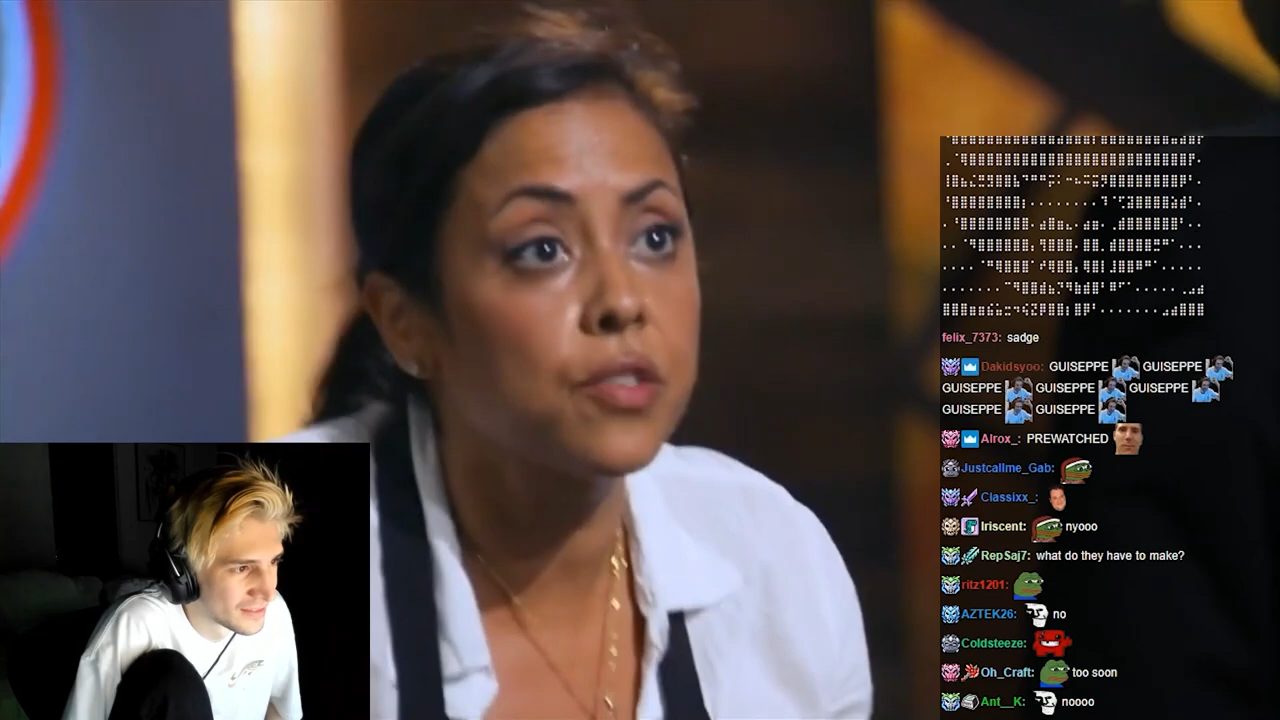 felix_7373: sadge
Dakidsyoo: GUISEPPE GUISEPPE
GUISEPPE GUISEPPE GUISEPPE
GUISEPPE GUISEPPE
Alrox_: PREWATCHED
Justcallme_Gab:
Classixx_:
Iriscent: nyooo
RepSaj7: what do they have to make?
ritz1201:
AZTEK26: no
Coldsteeze:
Oh_Craft: too soon
Ant__K: noooo